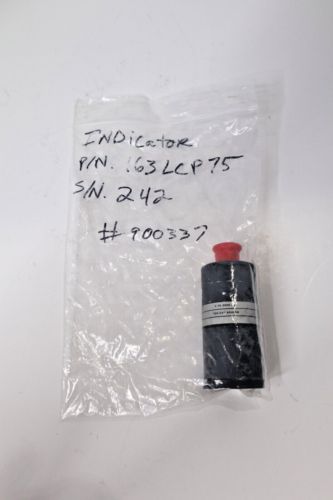 INDicator
P/N. 163LCP75
S/N. 242
# 900337